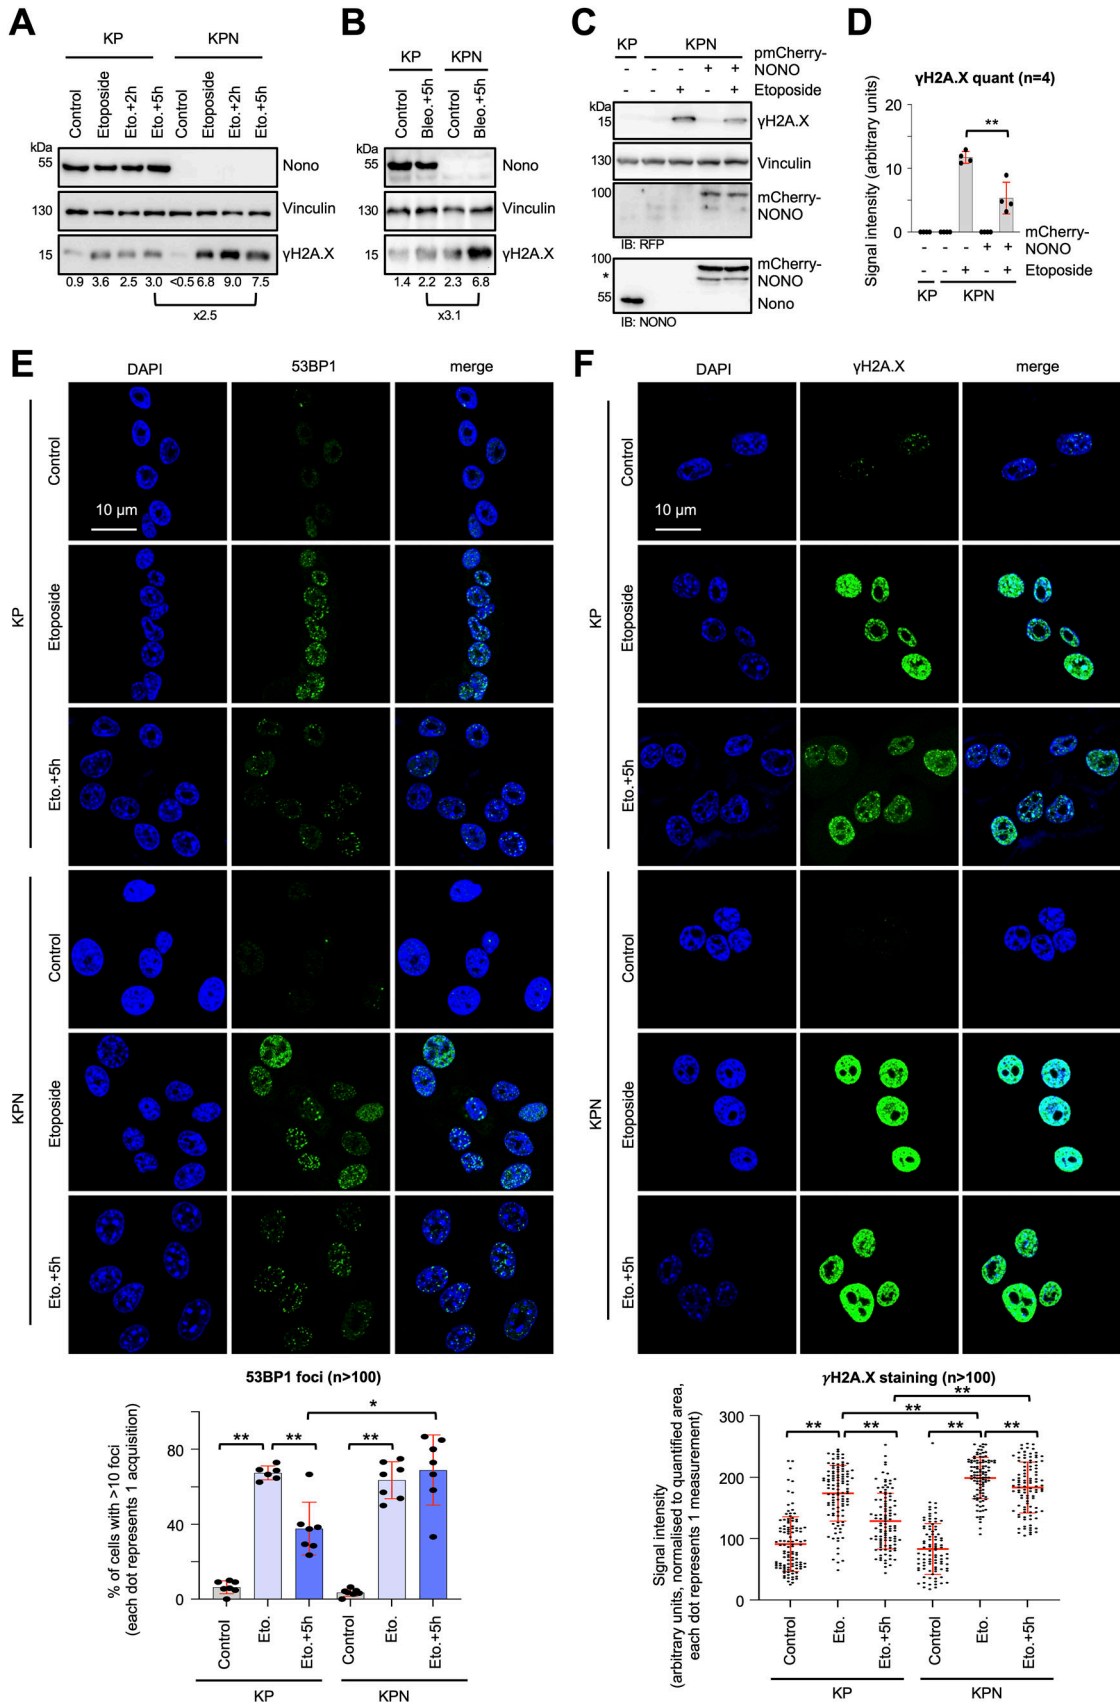 A
KP
KPN
Control
Etoposide
Eto.+2h
Eto.+5h
Control
Etoposide
Eto.+2h
Eto.+5h
kDa
55
Nono
130
Vinculin
15
γH2A.X
0.9 3.6 2.5 3.0 <0.5 6.8 9.0 7.5
x2.5
B
KP
KPN
Control
Bleo.+5h
Control
Bleo.+5h
kDa
55
Nono
130
Vinculin
15
γH2A.X
1.4 2.2 2.3 6.8
x3.1
C
KP
KPN
pmCherry-
- - - + + NONO
- - + - + Etoposide
kDa
15
γH2A.X
130
Vinculin
100
mCherry-
NONO
IB: RFP
100
mCherry-
NONO
*
55
Nono
IB: NONO
D
γH2A.X quant (n=4)
Signal intensity (arbitrary units)
20
10
0
**
- - - + + mCherry-
NONO
- - + - + Etoposide
KP
KPN
E
DAPI
53BP1
merge
KP
Control
10 µm
Etoposide
Eto.+5h
KPN
Control
Etoposide
Eto.+5h
53BP1 foci (n>100)
% of cells with >10 foci
(each dot represents 1 acquisition)
80
40
0
**
**
**
*
Control
Eto.
Eto.+5h
Control
Eto.
Eto.+5h
KP
KPN
F
DAPI
γH2A.X
merge
KP
Control
10 µm
Etoposide
Eto.+5h
KPN
Control
Etoposide
Eto.+5h
γH2A.X staining (n>100)
Signal intensity
(arbitrary units, normalised to quantified area,
each dot represents 1 measurement)
300
200
100
0
**
**
**
**
**
**
Control
Eto.
Eto.+5h
Control
Eto.
Eto.+5h
KP
KPN